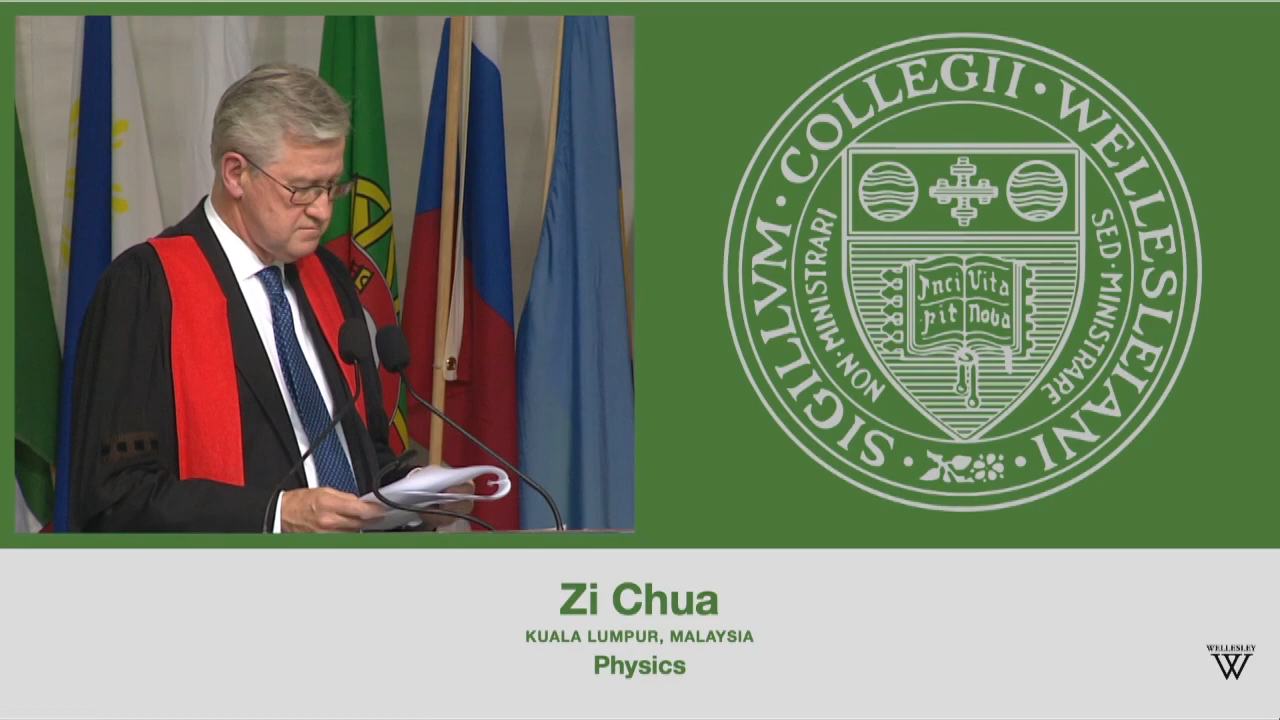 SIGILLVM · COLLEGII · WELLESLEIANI
NON · MINISTRARI
SED · MINISTRARE
Inci Vita
pit Nova
Zi Chua
KUALA LUMPUR, MALAYSIA
Physics
WELLESLEY
W